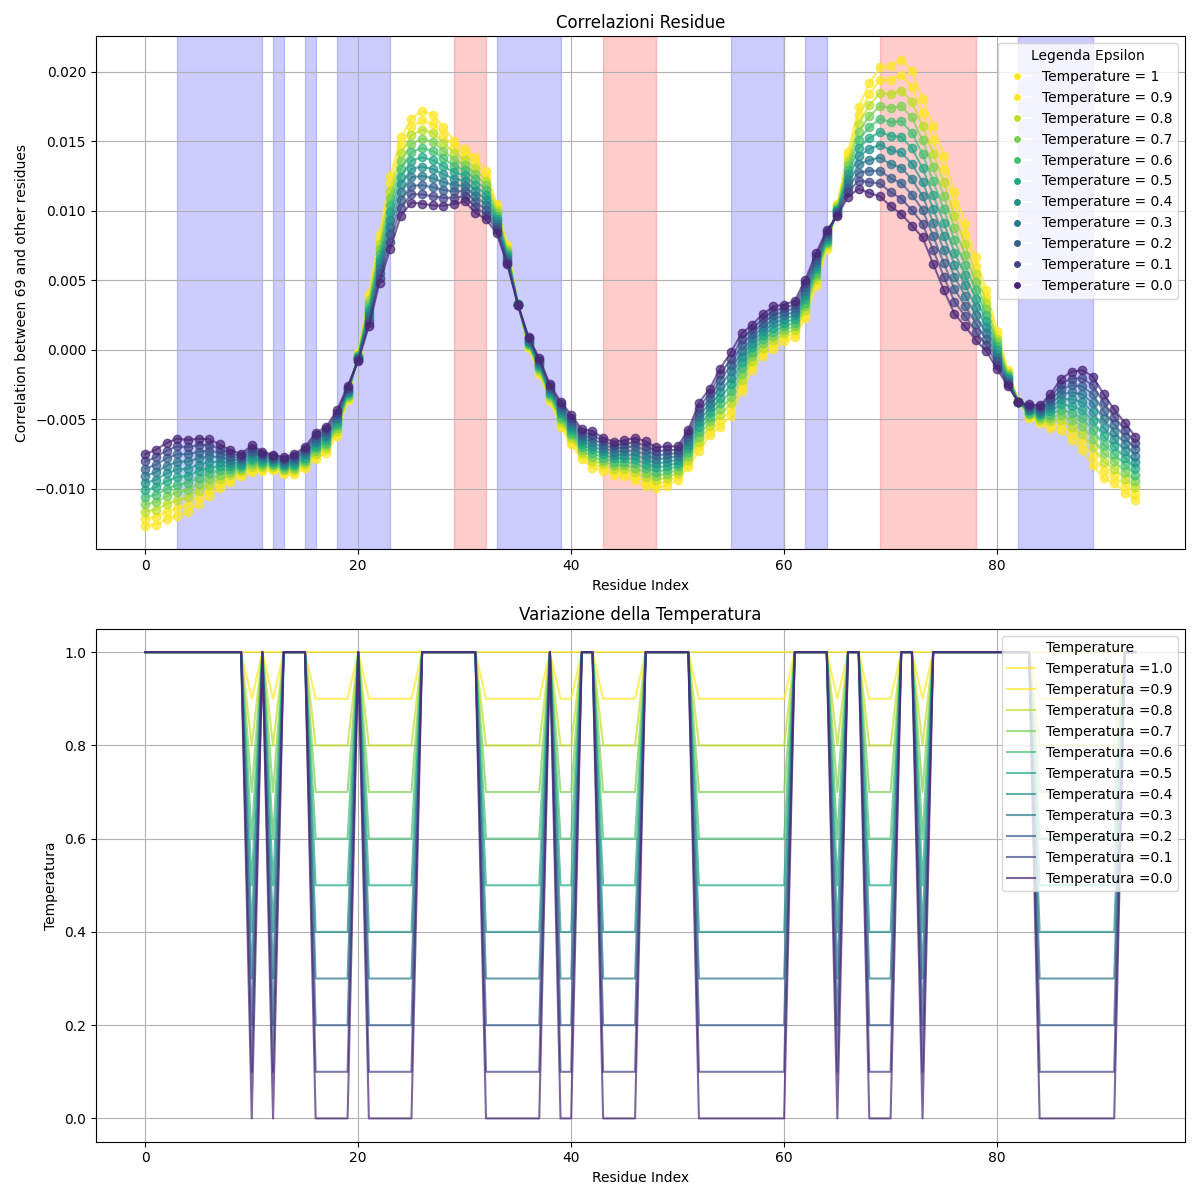 Correlazioni Residue
Correlation between 69 and other residues
0.020
0.015
0.010
0.005
0.000
−0.005
−0.010
Legenda Epsilon
Temperature = 1
Temperature = 0.9
Temperature = 0.8
Temperature = 0.7
Temperature = 0.6
Temperature = 0.5
Temperature = 0.4
Temperature = 0.3
Temperature = 0.2
Temperature = 0.1
Temperature = 0.0
0 20 40 60 80
Residue Index
Variazione della Temperatura
Temperatura
1.0
0.8
0.6
0.4
0.2
0.0
Temperature
Temperatura =1.0
Temperatura =0.9
Temperatura =0.8
Temperatura =0.7
Temperatura =0.6
Temperatura =0.5
Temperatura =0.4
Temperatura =0.3
Temperatura =0.2
Temperatura =0.1
Temperatura =0.0
0 20 40 60 80
Residue Index